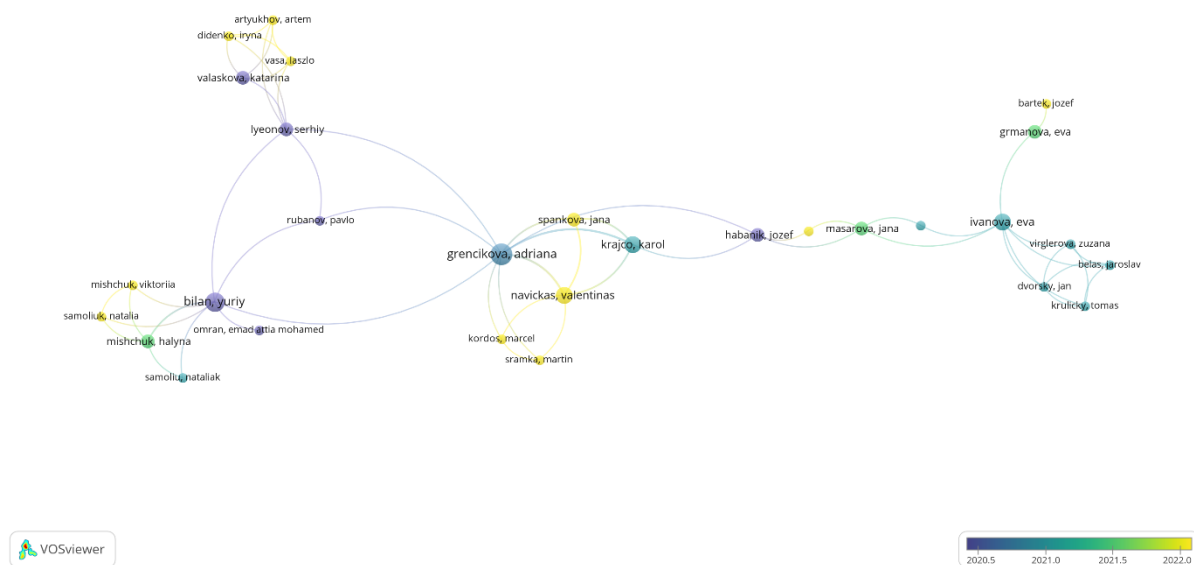 artyukhov, artem
didenko, iryna
vasa, laszlo
valaskova, katarina
lyeonov, serhiy
bartek, jozef
grmanova, eva
rubanov, pavlo
spankova, jana
habanik, jozef
masarova, jana
ivanova, eva
krajco, karol
grencikova, adriana
virglerova, zuzana
belas, jaroslav
dvorsky, jan
krulicky, tomas
mishchuk, viktoriia
bilan, yuriy
navickas, valentinas
samoliuk, natalia
omran, emad attia mohamed
mishchuk, halyna
kordos, marcel
sramka, martin
samoliu, nataliak
VOSviewer
2020.5 2021.0 2021.5 2022.0